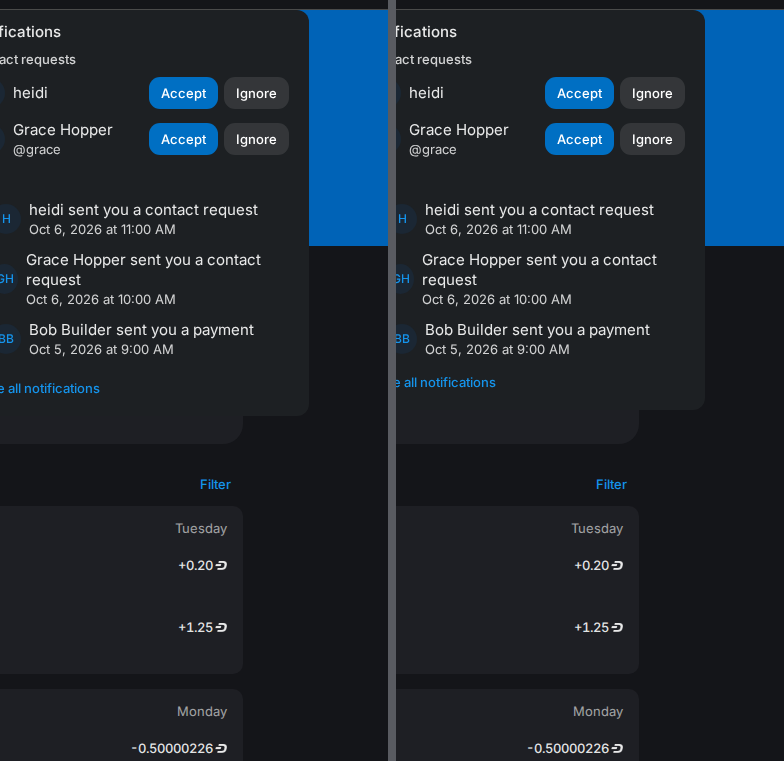 fications
act requests
heidi Accept Ignore
Grace Hopper Accept Ignore
@grace
H heidi sent you a contact request
Oct 6, 2026 at 11:00 AM
Grace Hopper sent you a contact
GH request
Oct 6, 2026 at 10:00 AM
BB Bob Builder sent you a payment
Oct 5, 2026 at 9:00 AM
e all notifications
Filter
Tuesday
+0.20
+1.25
Monday
-0.50000226
fications
act requests
heidi Accept Ignore
Grace Hopper Accept Ignore
@grace
H heidi sent you a contact request
Oct 6, 2026 at 11:00 AM
Grace Hopper sent you a contact
GH request
Oct 6, 2026 at 10:00 AM
BB Bob Builder sent you a payment
Oct 5, 2026 at 9:00 AM
e all notifications
Filter
Tuesday
+0.20
+1.25
Monday
-0.50000226